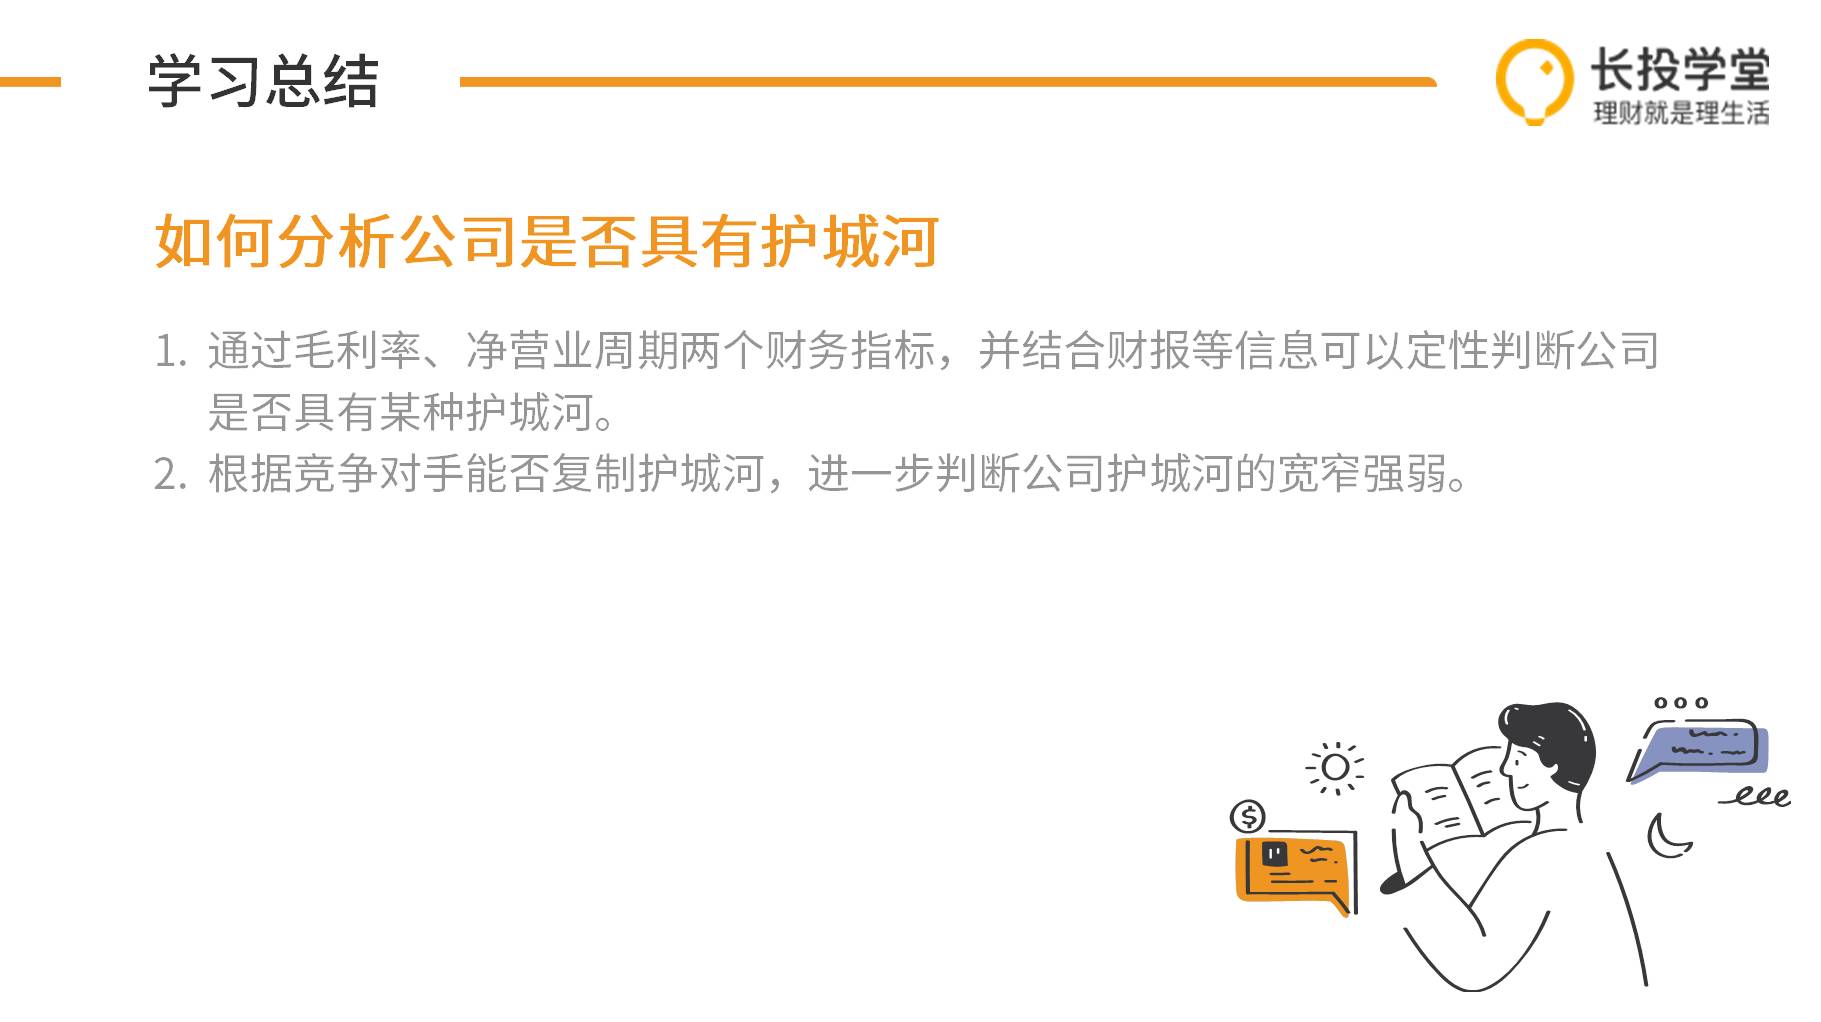 学习总结
长投学堂
理财就是理生活
如何分析公司是否具有护城河
1. 通过毛利率、净营业周期两个财务指标，并结合财报等信息可以定性判断公司
是否具有某种护城河。
2. 根据竞争对手能否复制护城河，进一步判断公司护城河的宽窄强弱。
$